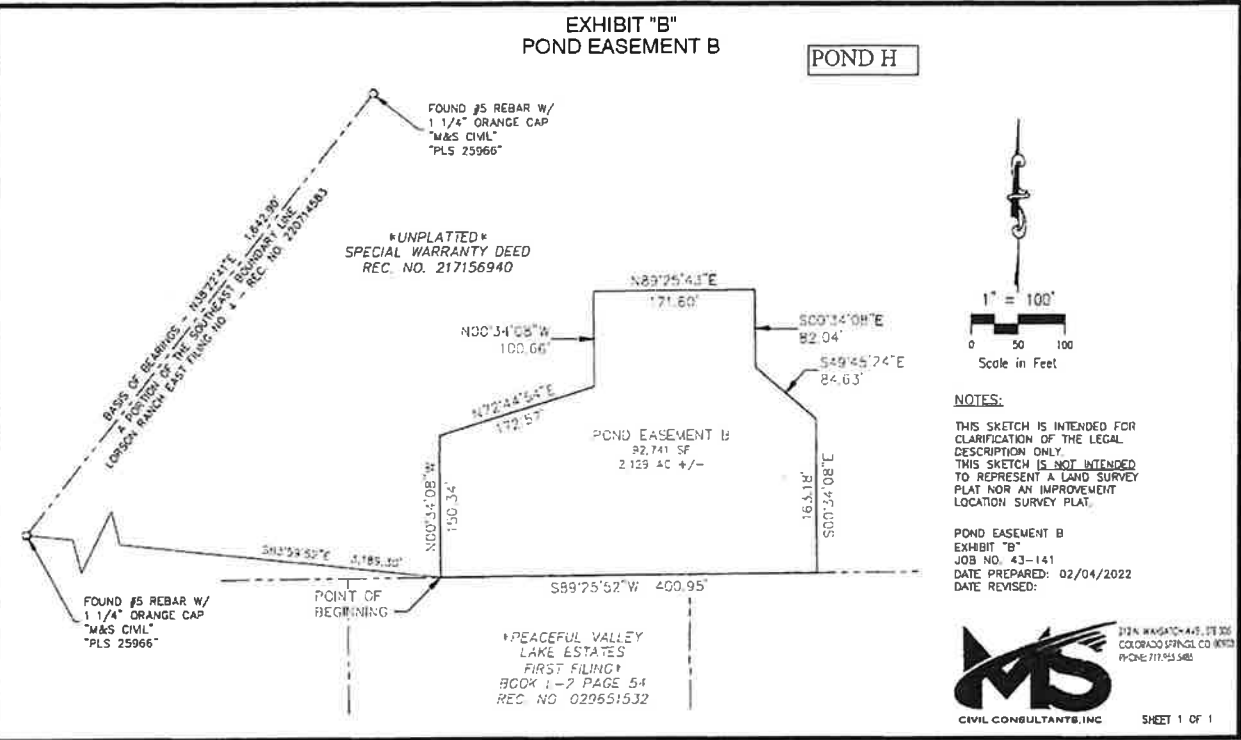 EXHIBIT "B"
POND EASEMENT B
POND H
FOUND #5 REBAR W/
1 1/4" ORANGE CAP
"M&S CIVIL"
"PLS 25966"
BASIS OF BEARINGS - N38°22'41"E 1,642.90'
A PORTION OF THE SOUTHEAST BOUNDARY LINE
LORSON RANCH EAST FILING NO. 4 - REC. NO. 220714583
*UNPLATTED*
SPECIAL WARRANTY DEED
REC. NO. 217156940
N89°25'43"E
171.60'
N00°34'08"W
100.66'
S00°34'08"E
82.04'
S49°45'24"E
84.63'
N72°44'54"E
172.57'
POND EASEMENT B
92,741 SF
2.129 AC +/-
N00°34'08"W
150.34'
S00°34'08"E
163.18'
3,189.30'
S89°25'52"W 400.95'
POINT OF
BEGINNING
FOUND #5 REBAR W/
1 1/4" ORANGE CAP
"M&S CIVIL"
"PLS 25966"
*PEACEFUL VALLEY
LAKE ESTATES
FIRST FILING*
BOOK 1-2 PAGE 54
REC. NO. 029651532
1" = 100'
0 50 100
Scale in Feet
NOTES:
THIS SKETCH IS INTENDED FOR
CLARIFICATION OF THE LEGAL
DESCRIPTION ONLY.
THIS SKETCH IS NOT INTENDED
TO REPRESENT A LAND SURVEY
PLAT NOR AN IMPROVEMENT
LOCATION SURVEY PLAT.
POND EASEMENT B
EXHIBIT "B"
JOB NO. 43-141
DATE PREPARED: 02/04/2022
DATE REVISED:
MS
CIVIL CONSULTANTS, INC
COLORADO SPRINGS, CO
SHEET 1 OF 1